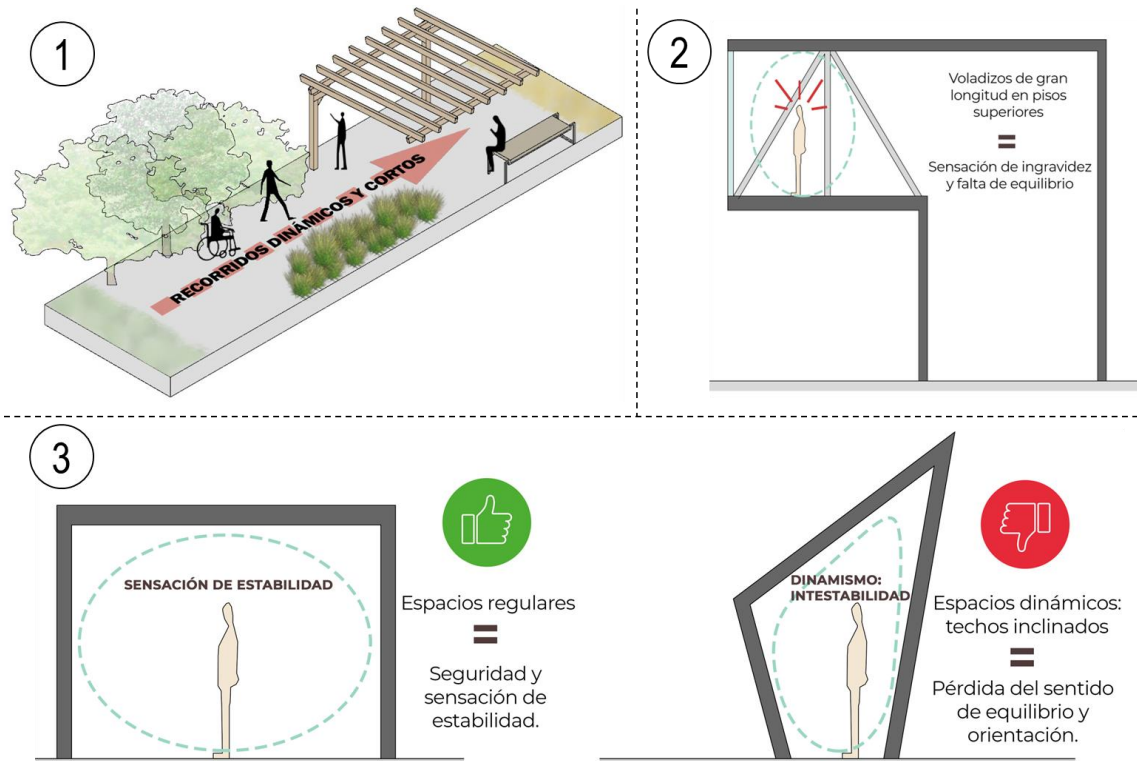 1
RECORRIDOS DINÁMICOS Y CORTOS
2
Voladizos de gran
longitud en pisos
superiores
=
Sensación de ingravidez
y falta de equilibrio
3
SENSACIÓN DE ESTABILIDAD
Espacios regulares
=
Seguridad y
sensación de
estabilidad.
DINAMISMO:
INTESTABILIDAD
Espacios dinámicos:
techos inclinados
=
Pérdida del sentido
de equilibrio y
orientación.